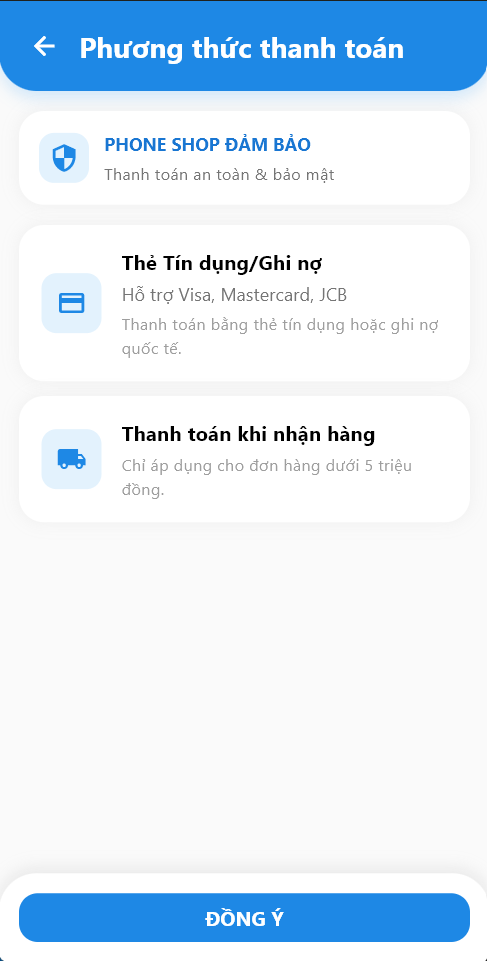 Phương thức thanh toán
PHONE SHOP ĐẢM BẢO
Thanh toán an toàn & bảo mật
Thẻ Tín dụng/Ghi nợ
Hỗ trợ Visa, Mastercard, JCB
Thanh toán bằng thẻ tín dụng hoặc ghi nợ
quốc tế.
Thanh toán khi nhận hàng
Chỉ áp dụng cho đơn hàng dưới 5 triệu
đồng.
ĐỒNG Ý